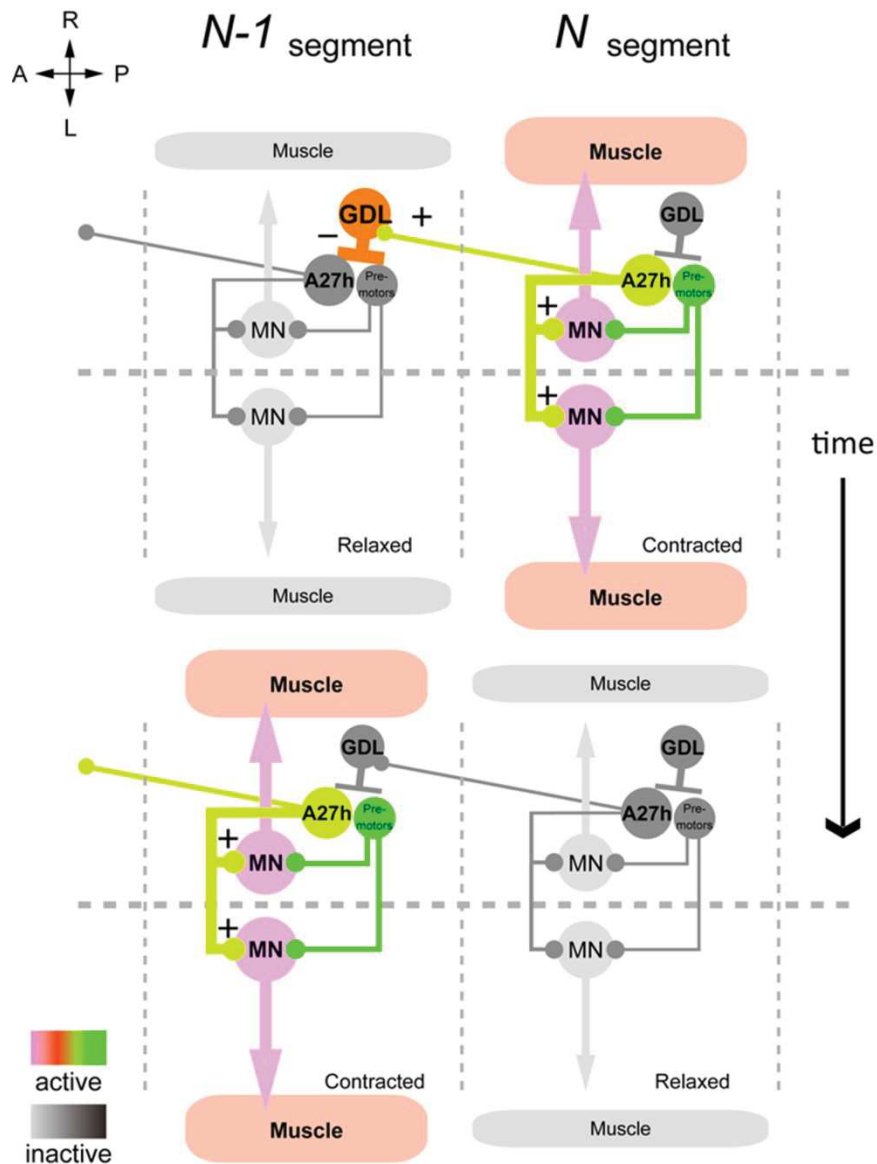 N-1 segment
N segment
R
A P
L
Muscle
Muscle
GDL
+
GDL
−
A27h
Pre-
motors
A27h
Pre-
motors
+
MN
MN
+
MN
MN
time
Relaxed
Contracted
Muscle
Muscle
Muscle
Muscle
GDL
GDL
A27h
Pre-
motors
A27h
Pre-
motors
+
MN
MN
+
MN
MN
active
Contracted
Relaxed
inactive
Muscle
Muscle